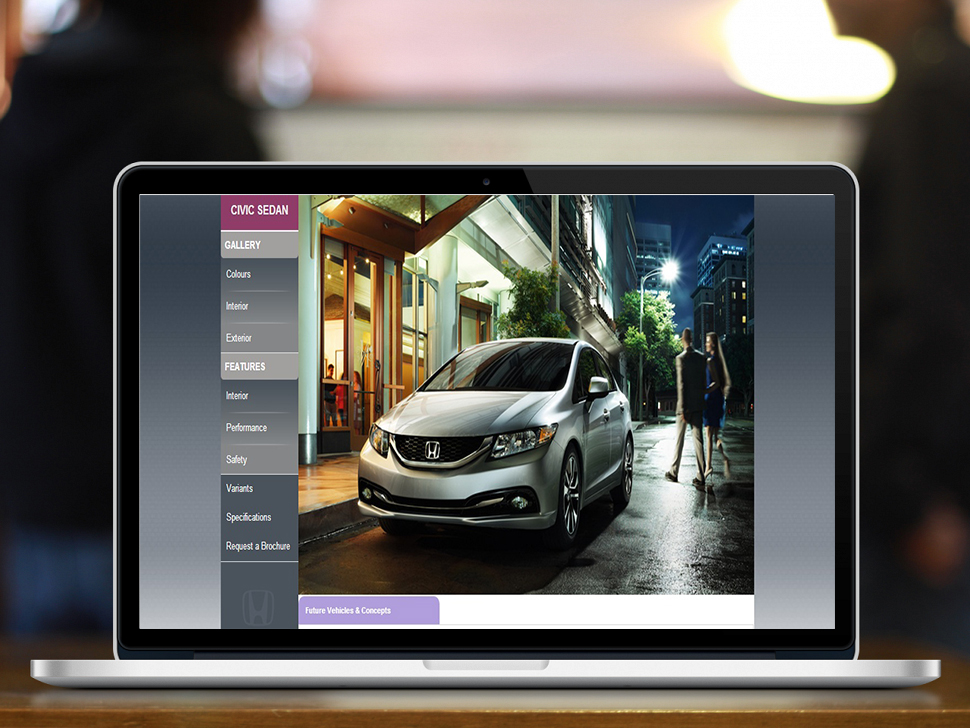 CIVIC SEDAN
GALLERY
Colours
Interior
Exterior
FEATURES
Interior
Performance
Safety
Variants
Specifications
Request a Brochure
Future Vehicles & Concepts